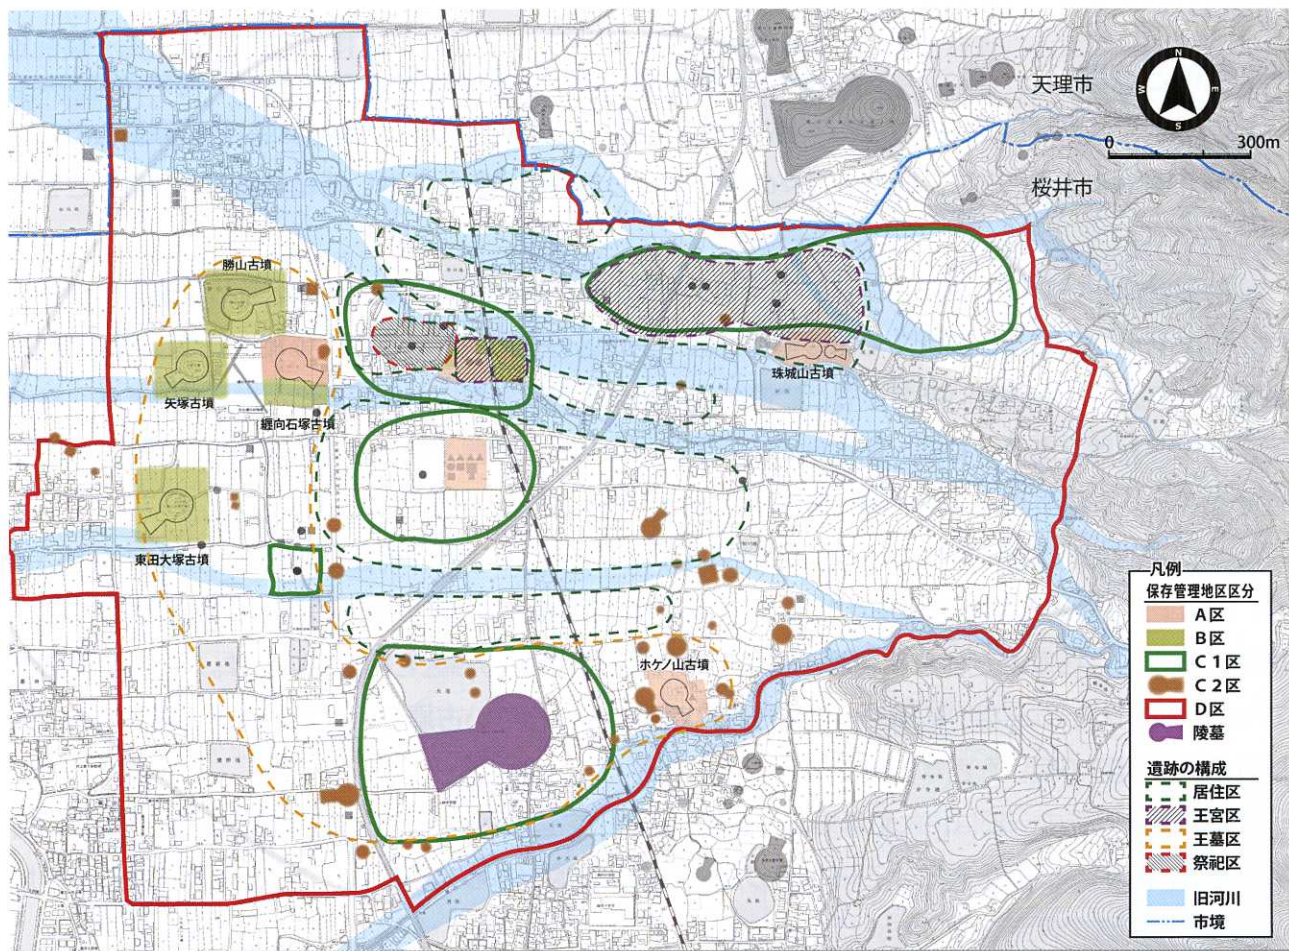 天理市
N
W
E
S
0
300m
桜井市
勝山古墳
矢塚古墳
纒向石塚古墳
珠城山古墳
東田大塚古墳
ホケノ山古墳
凡例
保存管理地区区分
A区
B区
C1区
C2区
D区
陵墓
遺跡の構成
居住区
王宮区
王墓区
祭祀区
旧河川
市境